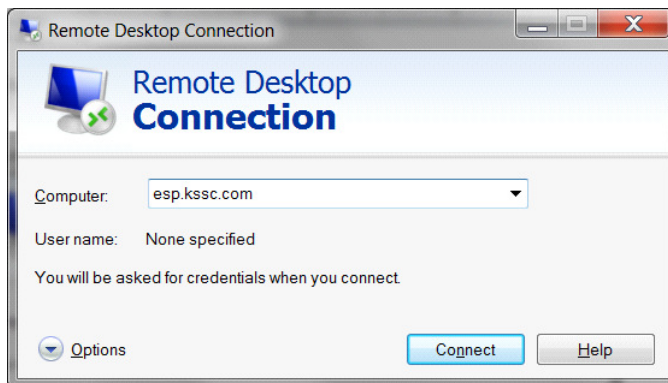 Remote Desktop Connection
Remote Desktop
Connection
Computer: esp.kssc.com
User name: None specified
You will be asked for credentials when you connect.
Options Connect Help